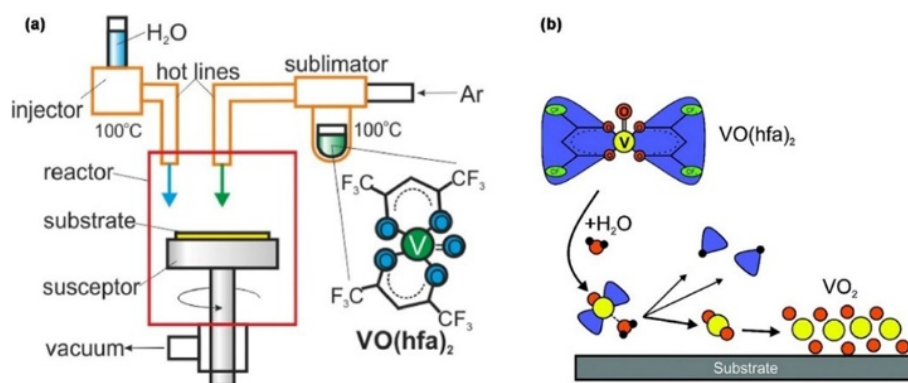 (a)
H₂O
hot lines
sublimator
injector
Ar
100°C
100°C
reactor
substrate
susceptor
vacuum
F₃C
CF₃
V
F₃C
CF₃
VO(hfa)₂
(b)
O
V
VO(hfa)₂
+H₂O
VO₂
Substrate